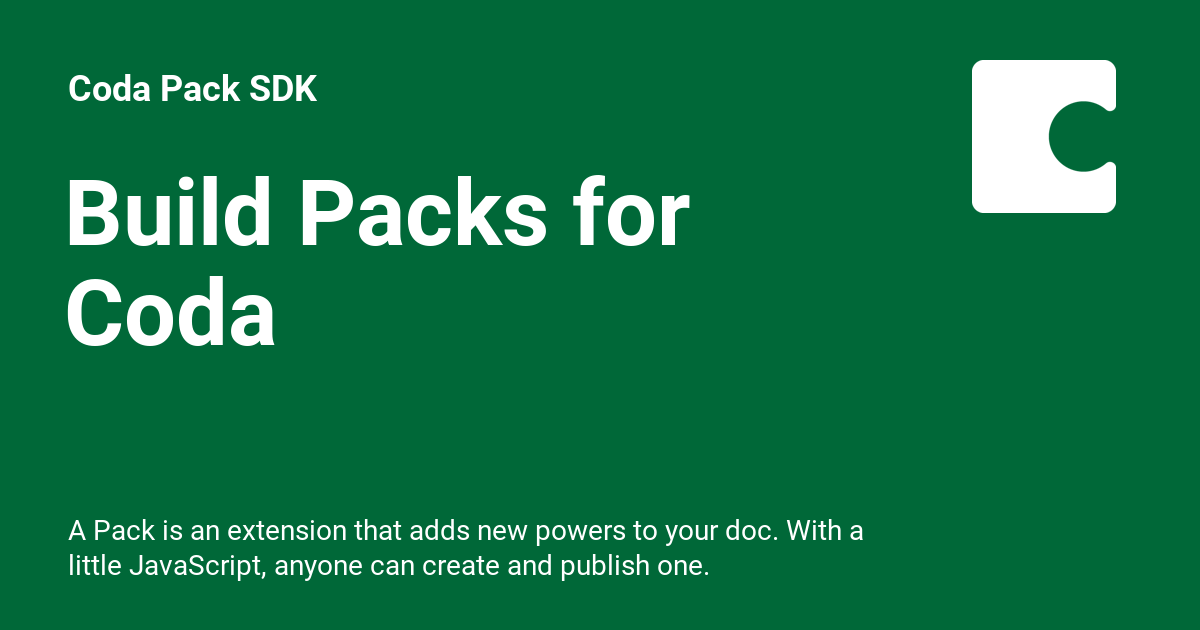 Coda Pack SDK
Build Packs for
Coda
A Pack is an extension that adds new powers to your doc. With a
little JavaScript, anyone can create and publish one.